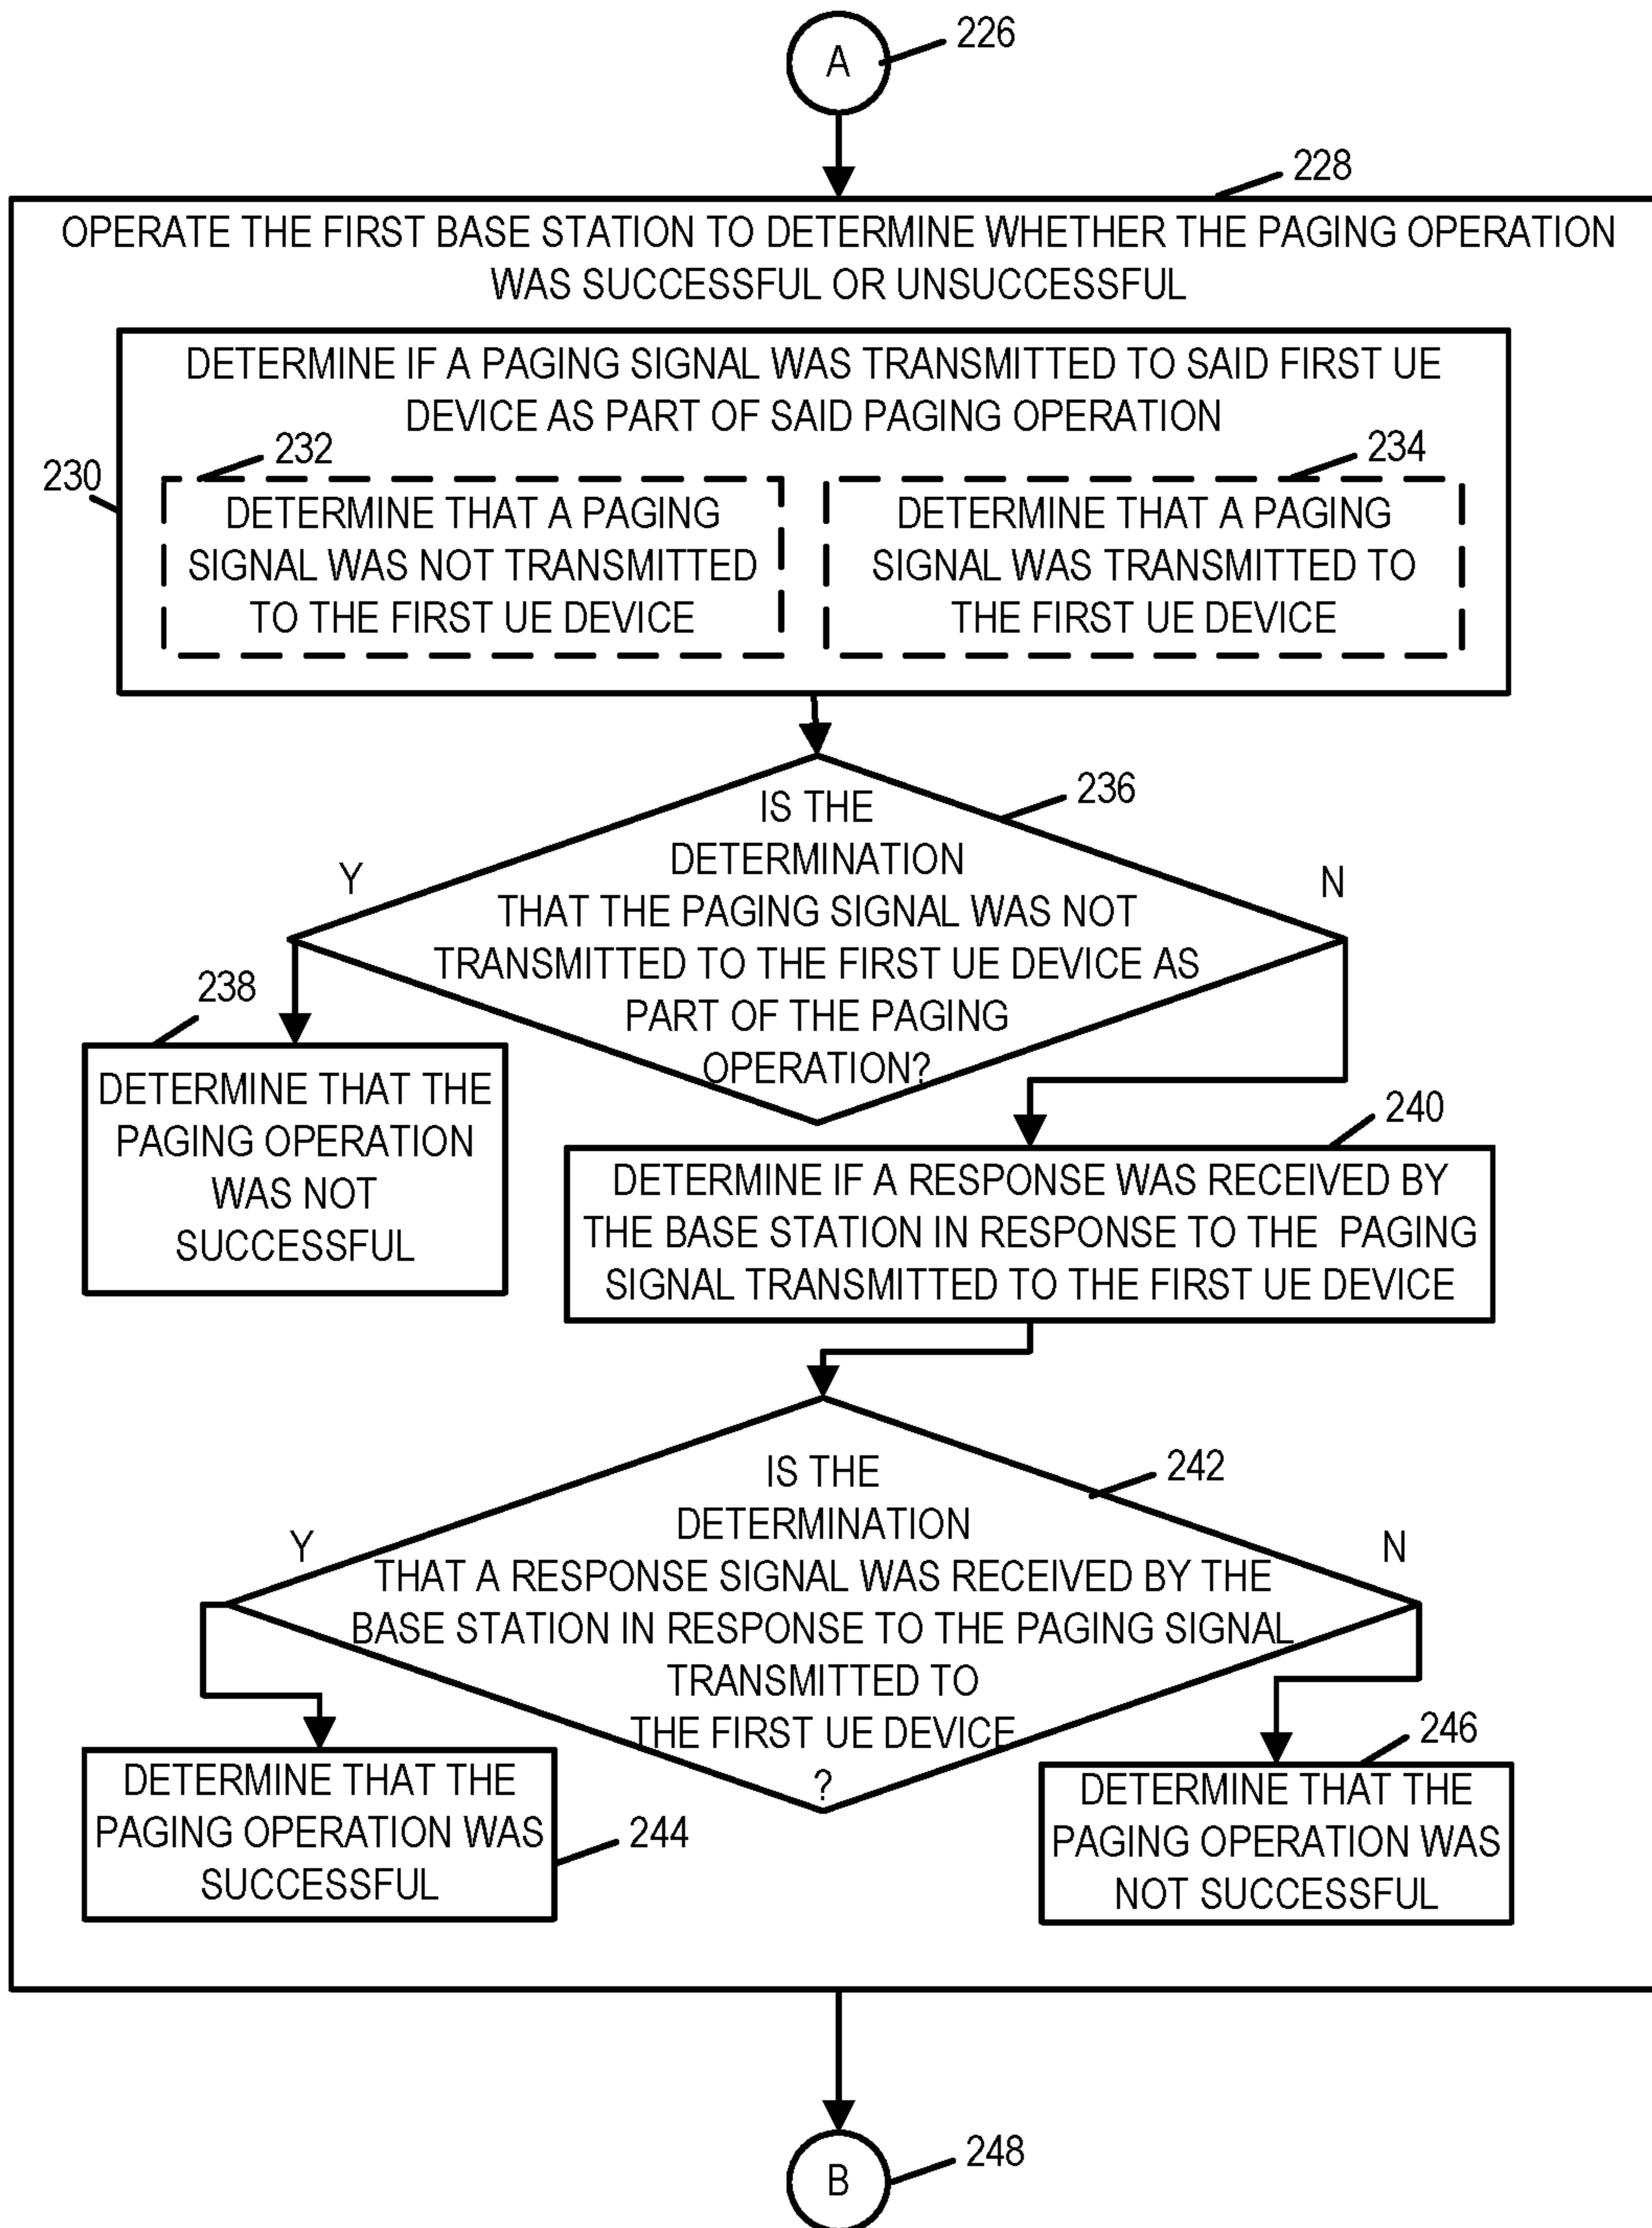 A
226
228
OPERATE THE FIRST BASE STATION TO DETERMINE WHETHER THE PAGING OPERATION
WAS SUCCESSFUL OR UNSUCCESSFUL
DETERMINE IF A PAGING SIGNAL WAS TRANSMITTED TO SAID FIRST UE
DEVICE AS PART OF SAID PAGING OPERATION
230
232
DETERMINE THAT A PAGING
SIGNAL WAS NOT TRANSMITTED
TO THE FIRST UE DEVICE
234
DETERMINE THAT A PAGING
SIGNAL WAS TRANSMITTED TO
THE FIRST UE DEVICE
236
IS THE
DETERMINATION
THAT THE PAGING SIGNAL WAS NOT
TRANSMITTED TO THE FIRST UE DEVICE AS
PART OF THE PAGING
OPERATION?
Y
N
238
DETERMINE THAT THE
PAGING OPERATION
WAS NOT
SUCCESSFUL
240
DETERMINE IF A RESPONSE WAS RECEIVED BY
THE BASE STATION IN RESPONSE TO THE PAGING
SIGNAL TRANSMITTED TO THE FIRST UE DEVICE
242
IS THE
DETERMINATION
THAT A RESPONSE SIGNAL WAS RECEIVED BY THE
BASE STATION IN RESPONSE TO THE PAGING SIGNAL
TRANSMITTED TO
THE FIRST UE DEVICE
?
Y
N
DETERMINE THAT THE
PAGING OPERATION WAS
SUCCESSFUL
244
246
DETERMINE THAT THE
PAGING OPERATION WAS
NOT SUCCESSFUL
B
248